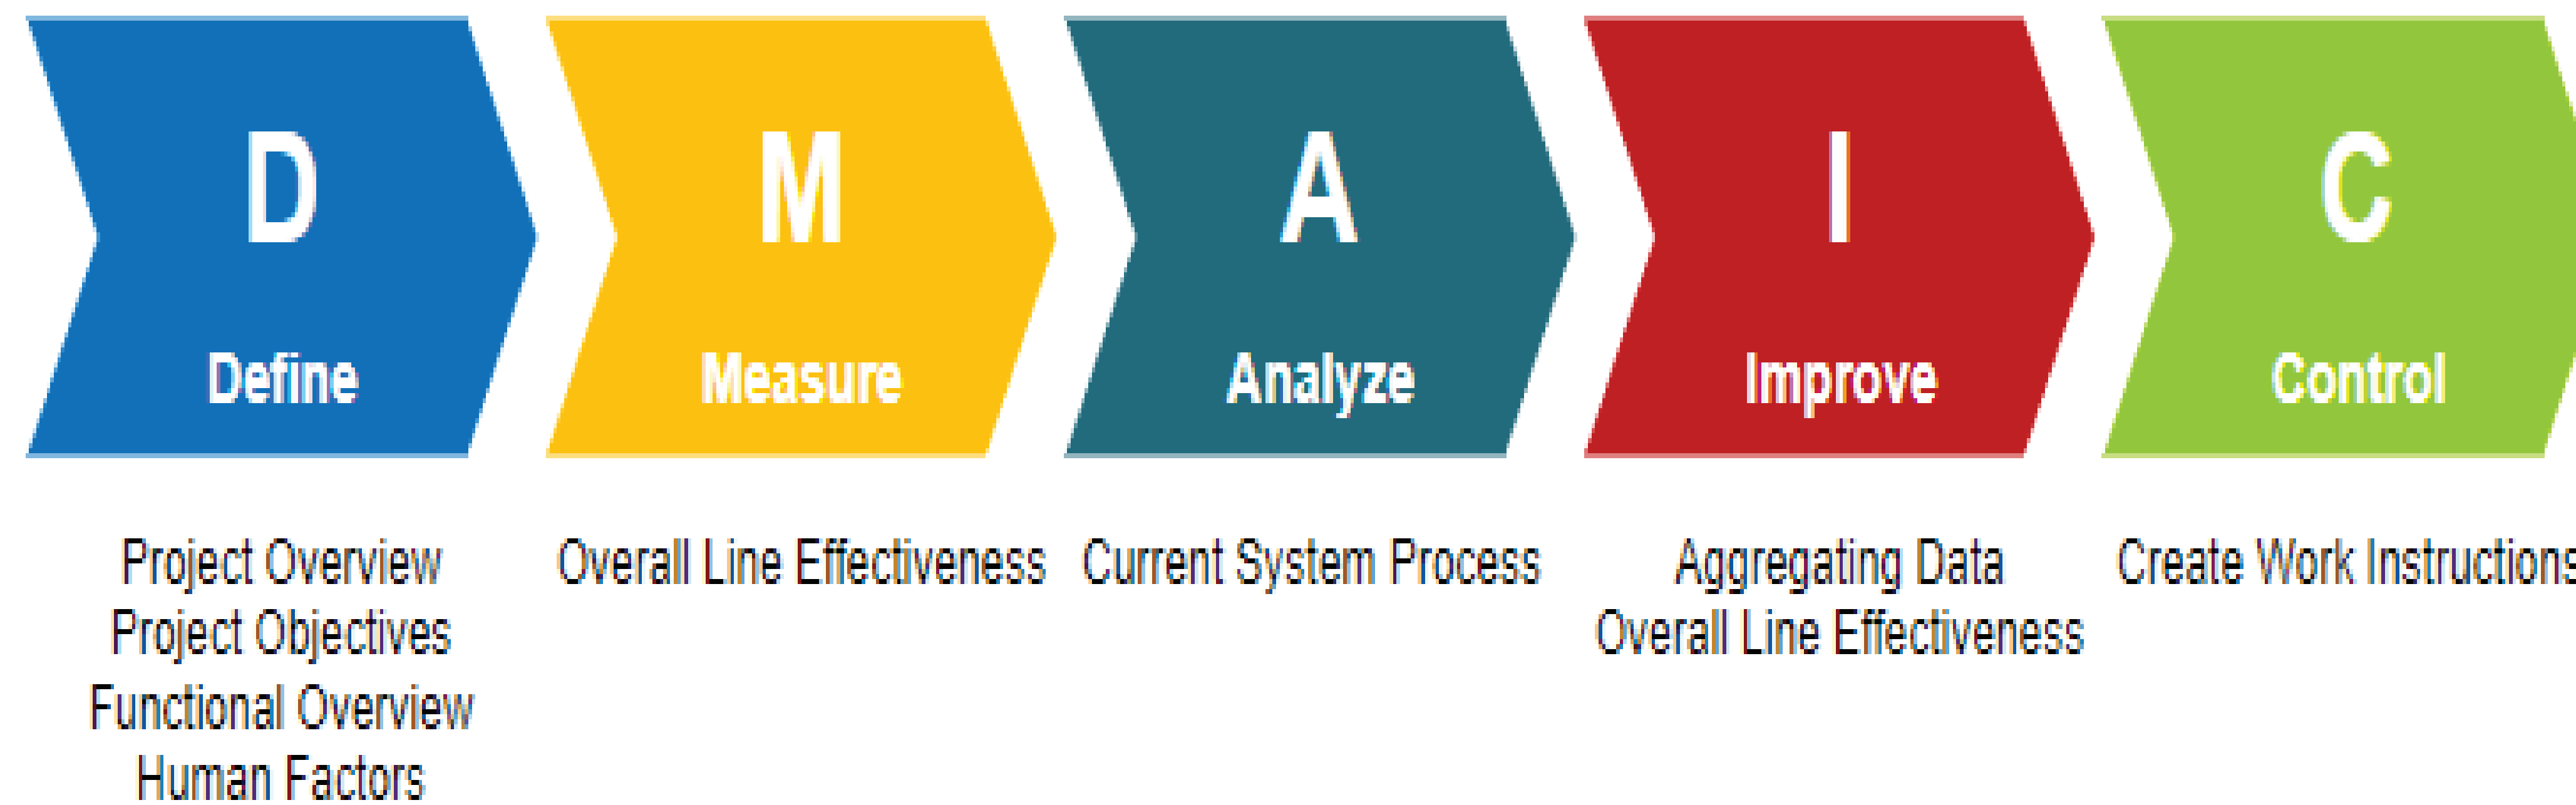 D
Define
Project Overview
Project Objectives
Functional Overview
Human Factors
M
Measure
Overall Line Effectiveness
A
Analyze
Current System Process
I
Improve
Aggregating Data
Overall Line Effectiveness
C
Control
Create Work Instructions